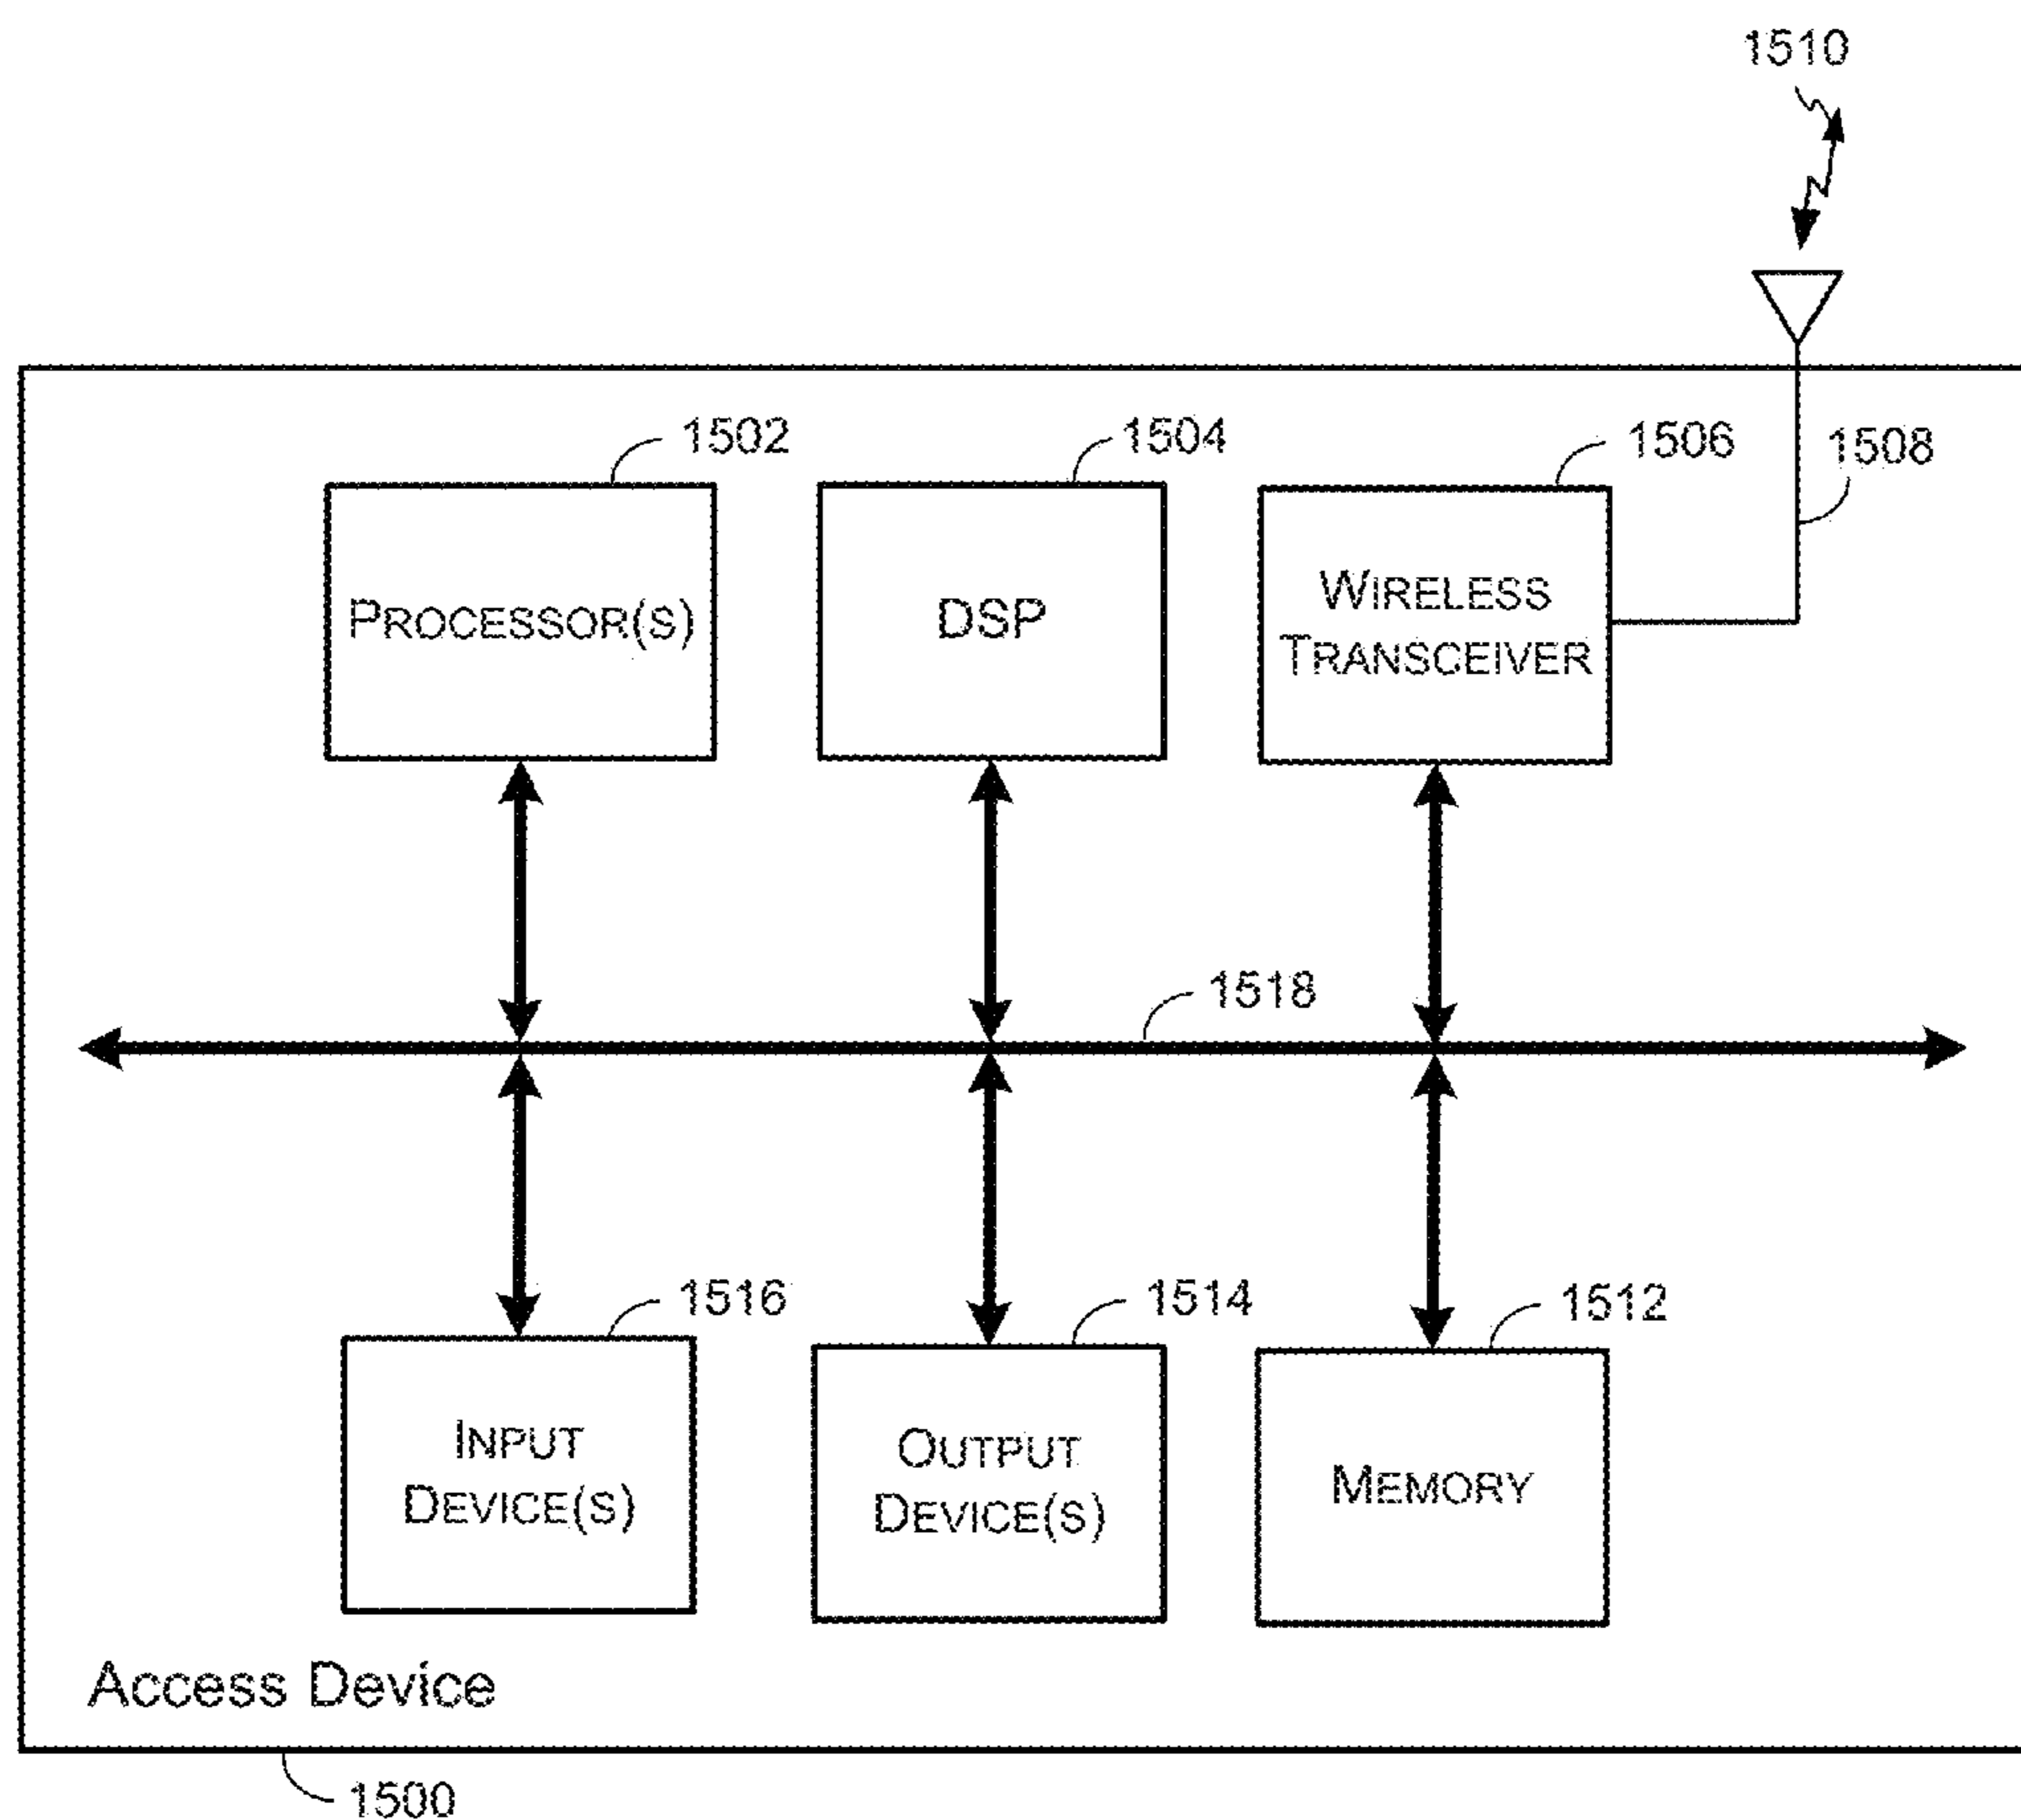 1510
1502
1504
1506
1508
PROCESSOR(S)
DSP
WIRELESS
TRANSCEIVER
1518
1516
1514
1512
INPUT
DEVICE(S)
OUTPUT
DEVICE(S)
MEMORY
Access Device
1500